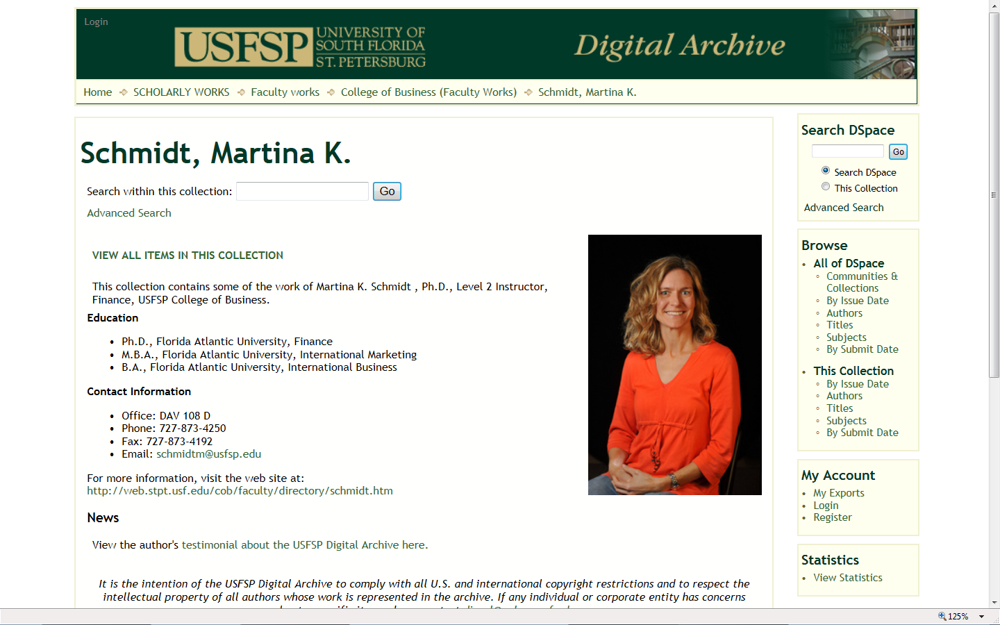 Login
USFSP UNIVERSITY OF
SOUTH FLORIDA
ST. PETERSBURG
Digital Archive
Home SCHOLARLY WORKS Faculty works College of Business (Faculty Works) Schmidt, Martina K.
Schmidt, Martina K.
Search within this collection: Go
Advanced Search
VIEW ALL ITEMS IN THIS COLLECTION
This collection contains some of the work of Martina K. Schmidt , Ph.D., Level 2 Instructor,
Finance, USFSP College of Business.
Education
• Ph.D., Florida Atlantic University, Finance
• M.B.A., Florida Atlantic University, International Marketing
• B.A., Florida Atlantic University, International Business
Contact Information
• Office: DAV 108 D
• Phone: 727-873-4250
• Fax: 727-873-4192
• Email: schmidtm@usfsp.edu
For more information, visit the web site at:
http://web.stpt.usf.edu/cob/faculty/directory/schmidt.htm
News
View the author's testimonial about the USFSP Digital Archive here.
It is the intention of the USFSP Digital Archive to comply with all U.S. and international copyright restrictions and to respect the
intellectual property of all authors whose work is represented in the archive. If any individual or corporate entity has concerns
Search DSpace
Go
Search DSpace
This Collection
Advanced Search
Browse
• All of DSpace
Communities &
Collections
By Issue Date
Authors
Titles
Subjects
By Submit Date
• This Collection
By Issue Date
Authors
Titles
Subjects
By Submit Date
My Account
• My Exports
• Login
• Register
Statistics
• View Statistics
125%